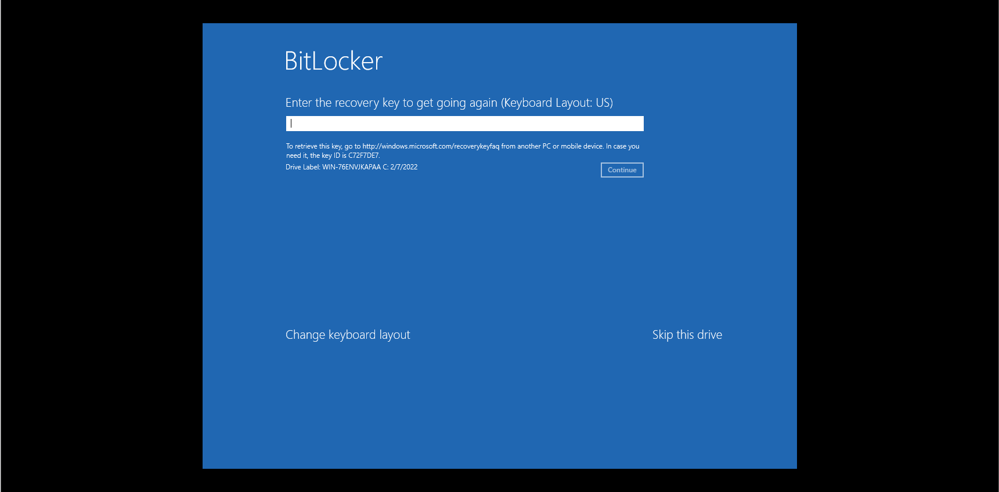 BitLocker
Enter the recovery key to get going again (Keyboard Layout: US)
To retrieve this key, go to http://windows.microsoft.com/recoverykeyfaq from another PC or mobile device. In case you
need it, the key ID is C72F7DE7.
Drive Label: WIN-76ENVJKAPAA C: 2/7/2022
Continue
Change keyboard layout
Skip this drive